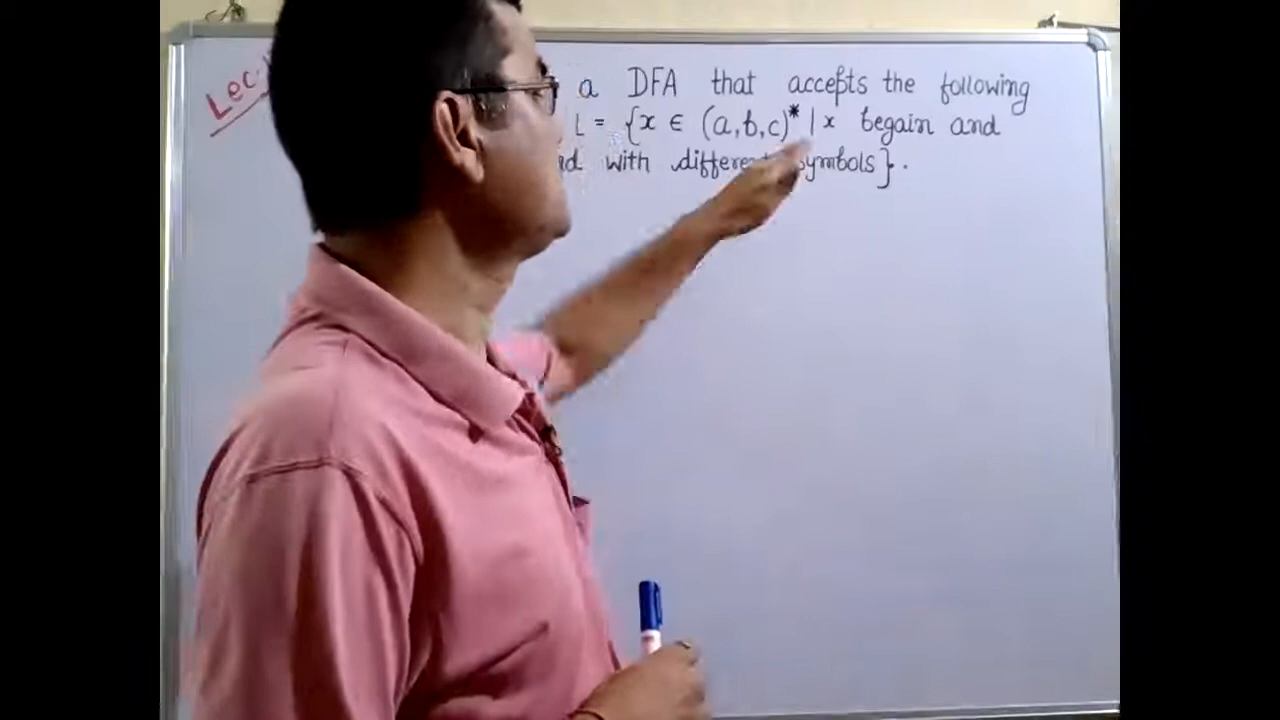 Lec-
a DFA that accepts the following
L = {x ∈ (a,b,c)* | x begain and
with different symbols}.